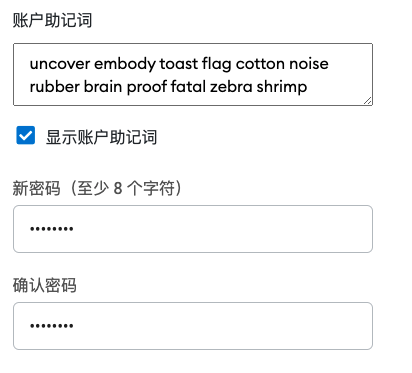 账户助记词
uncover embody toast flag cotton noise
rubber brain proof fatal zebra shrimp
显示账户助记词
新密码（至少 8 个字符）
••••••••
确认密码
••••••••